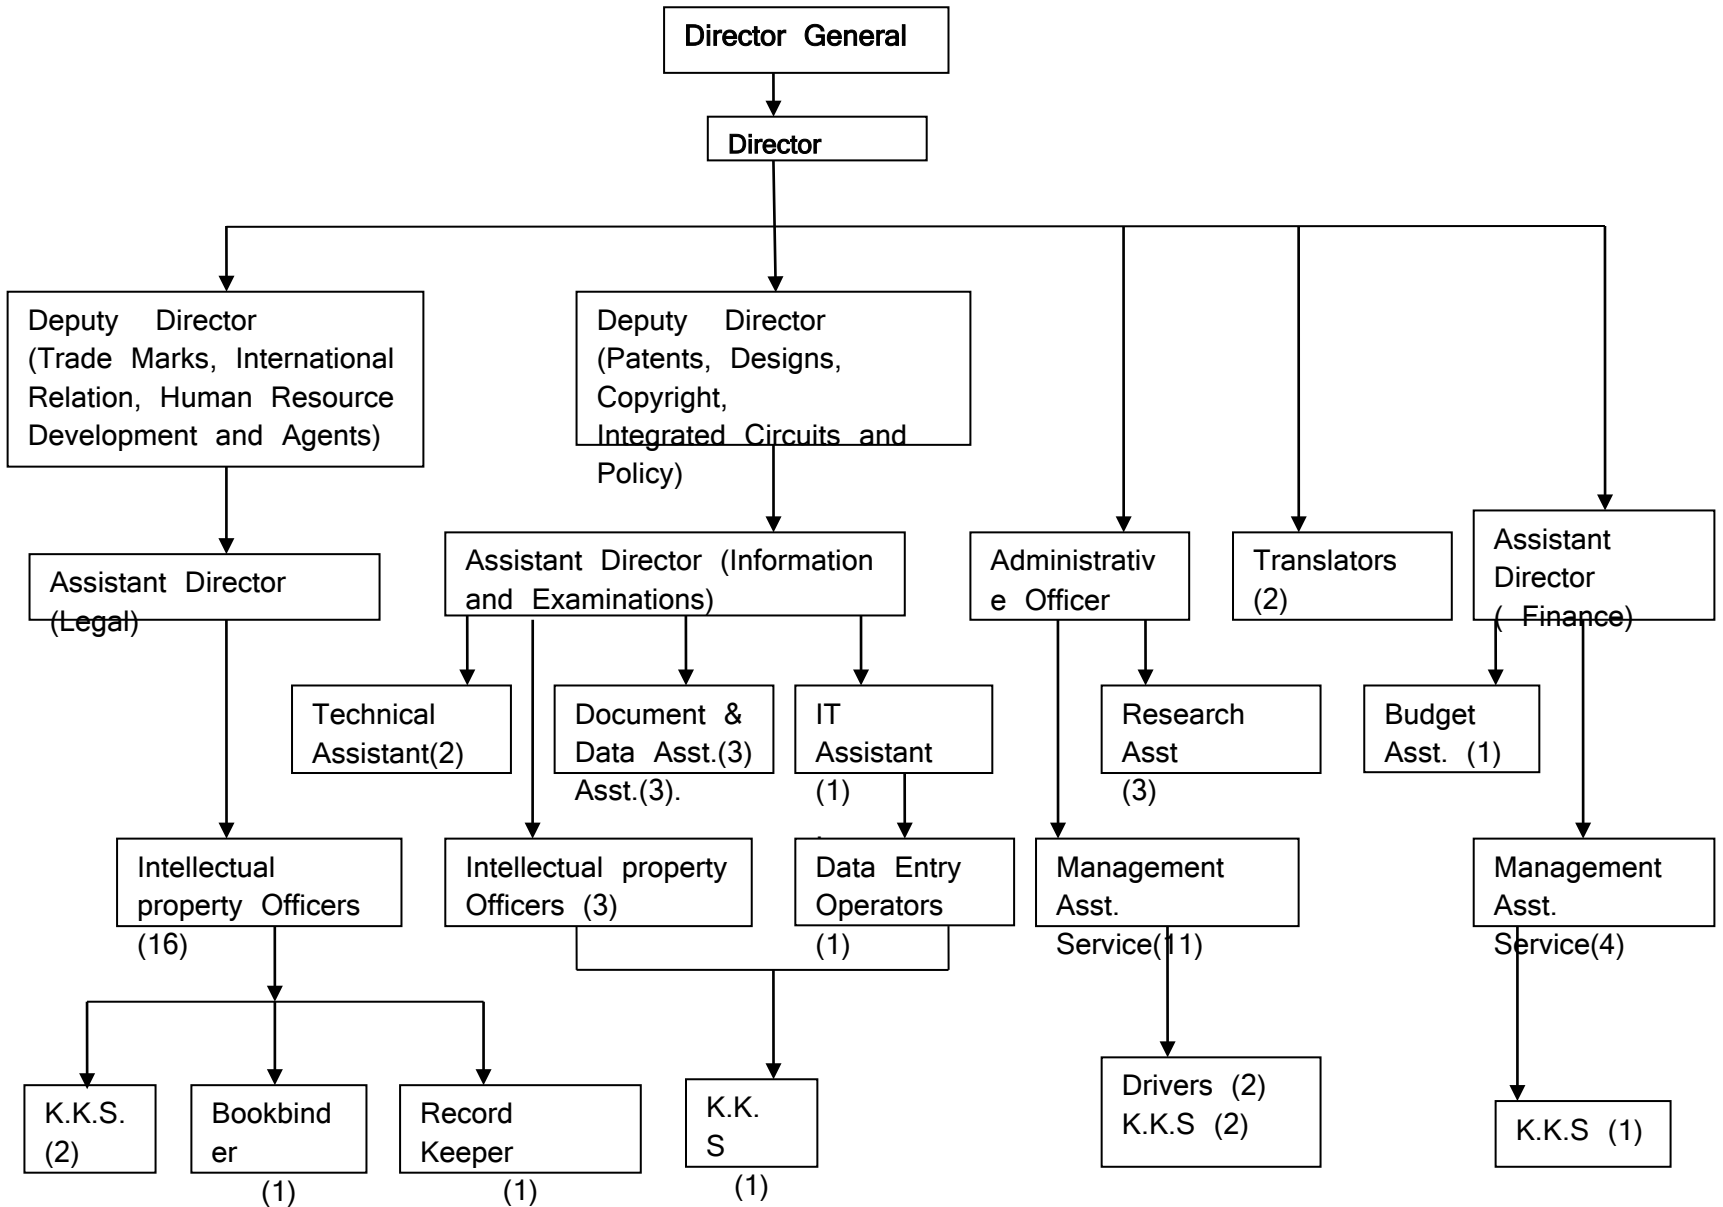 Director General
Director
Deputy Director
(Trade Marks, International
Relation, Human Resource
Development and Agents)
Deputy Director
(Patents, Designs,
Copyright,
Integrated Circuits and
Policy)
Assistant Director
(Legal)
Assistant Director (Information
and Examinations)
Administrativ
e Officer
Translators
(2)
Assistant
Director
( Finance)
Technical
Assistant(2)
Document &
Data Asst.(3)
Asst.(3).
IT
Assistant
(1)
.
Research
Asst
(3)
Budget
Asst. (1)
Intellectual
property Officers
(16)
Intellectual property
Officers (3)
Data Entry
Operators
(1)
Management
Asst.
Service(11)
Management
Asst.
Service(4)
K.K.S.
(2)
Bookbind
er
(1)
Record
Keeper
(1)
K.K.
S
(1)
Drivers (2)
K.K.S (2)
K.K.S (1)